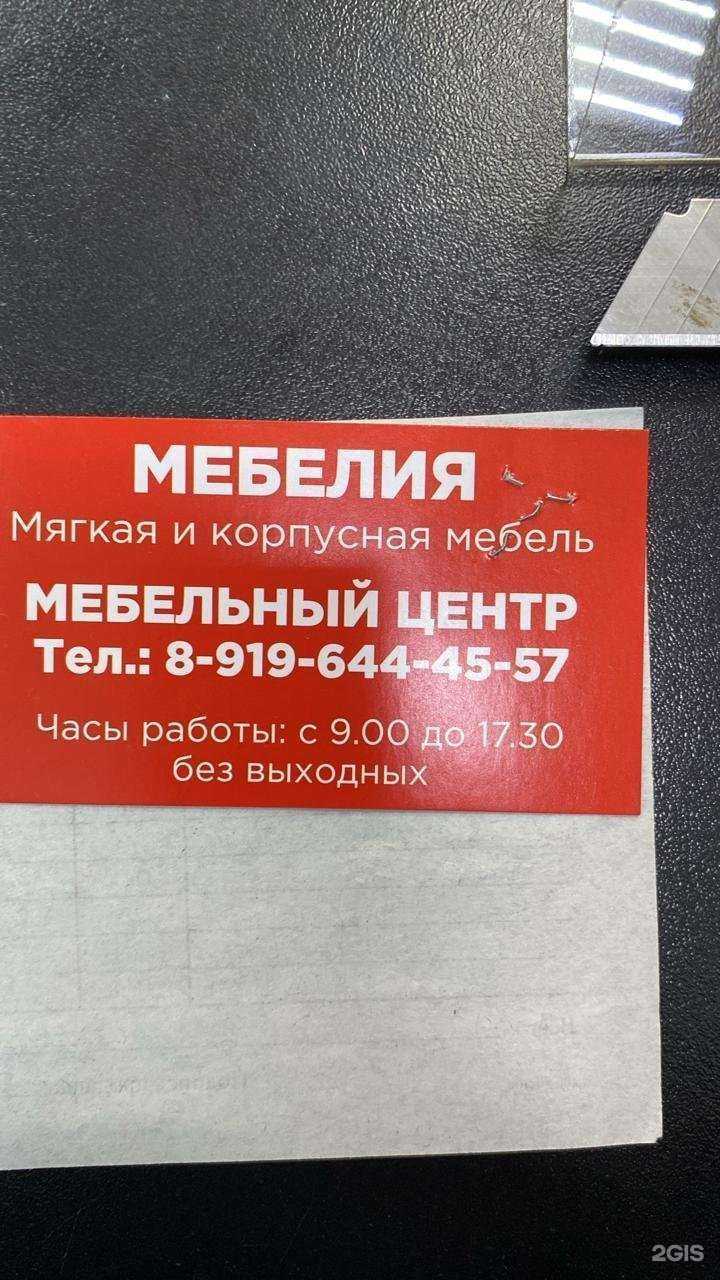 МЕБЕЛИЯ
Мягкая и корпусная мебель
МЕБЕЛЬНЫЙ ЦЕНТР
Тел.: 8-919-644-45-57
Часы работы: с 9.00 до 17.30
без выходных
2GIS